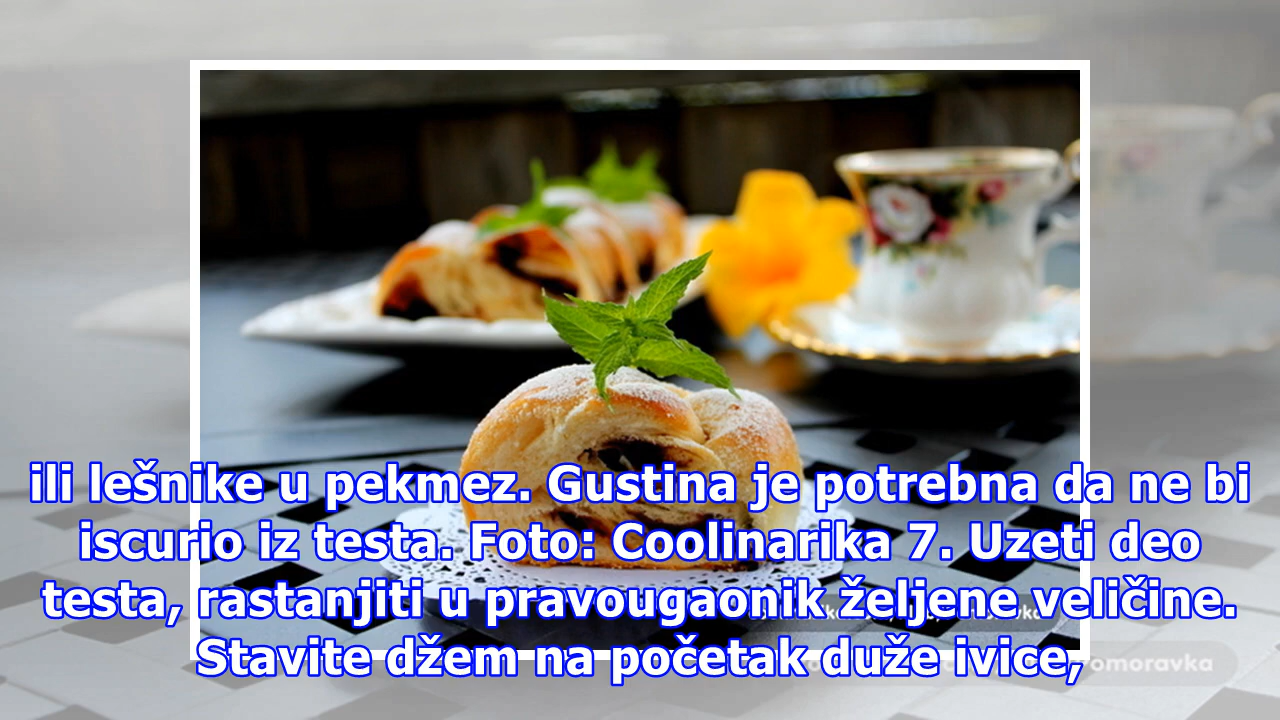 ili lešnike u pekmez. Gustina je potrebna da ne bi
iscurio iz testa. Foto: Coolinarika 7. Uzeti deo
testa, rastanjiti u pravougaonik željene veličine.
Stavite džem na početak duže ivice,
omoravka